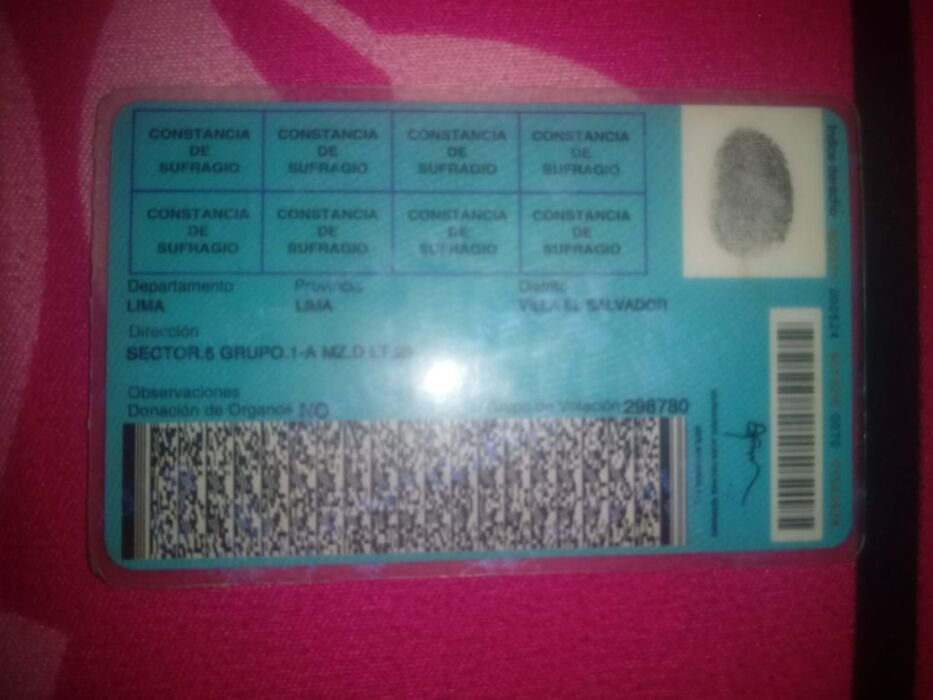 CONSTANCIA DE SUFRAGIO
CONSTANCIA DE SUFRAGIO
CONSTANCIA DE SUFRAGIO
CONSTANCIA DE SUFRAGIO
CONSTANCIA DE SUFRAGIO
CONSTANCIA DE SUFRAGIO
CONSTANCIA DE SUFRAGIO
CONSTANCIA DE SUFRAGIO
Indice derecho
Departamento Provincia Distrito
LIMA LIMA VILLA EL SALVADOR
Dirección
SECTOR.6 GRUPO.1-A MZ.D LT.
Observaciones
Donación de Organos NO Grupo de Votación 298780